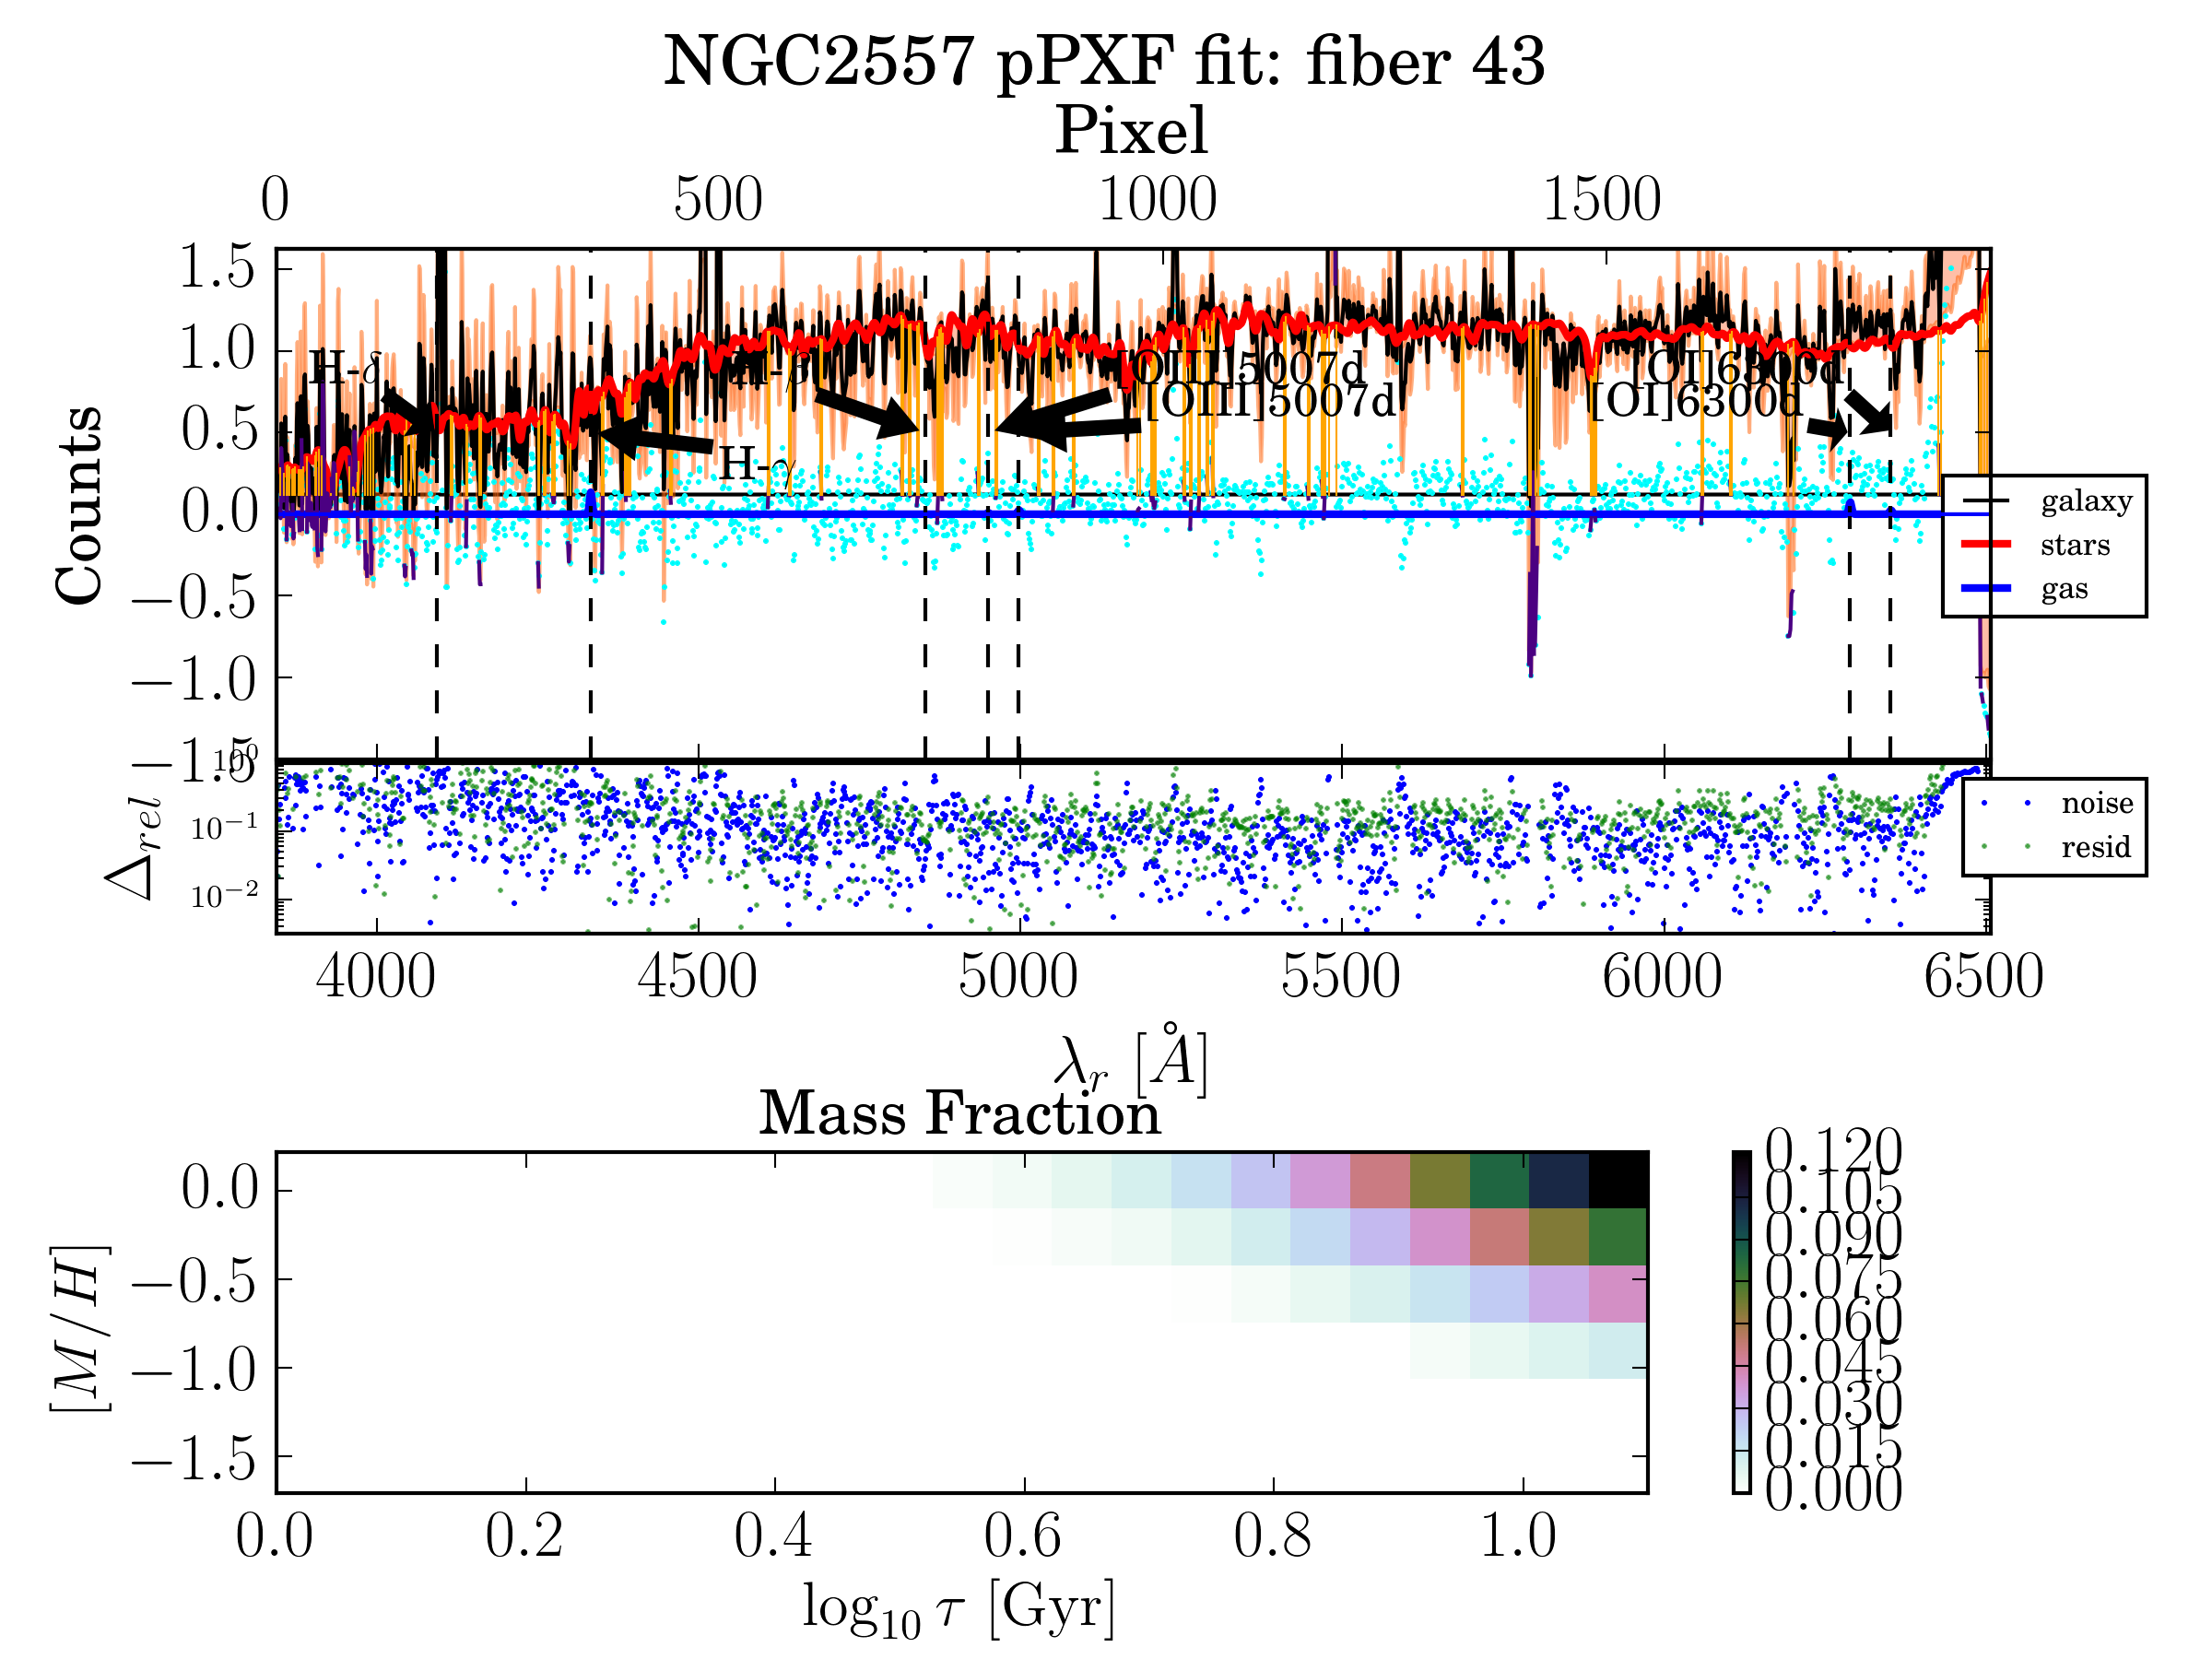 NGC2557 pPXF fit: fiber 43
Pixel
0 500 1000 1500
Counts
1.5
1.0
0.5
0.0
−0.5
−1.0
−1.5
H-δ
H-γ
H-β
[OIII]5007d
[OIII]5007d
[OI]6300d
[OI]6300d
galaxy
stars
gas
Δrel
10⁰
10⁻¹
10⁻²
noise
resid
4000 4500 5000 5500 6000 6500
λr [Å]
Mass Fraction
[M/H]
0.0
−0.5
−1.0
−1.5
0.0 0.2 0.4 0.6 0.8 1.0
log₁₀ τ [Gyr]
0.120
0.105
0.090
0.075
0.060
0.045
0.030
0.015
0.000